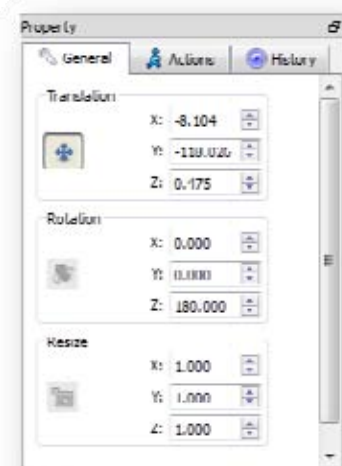 Property
General Actions History
Translation
X: -8.104
Y:
Z: 0.475
Rotation
X: 0.000
Y: 0.000
Z: 180.000
Resize
X: 1.000
Y: 1.000
Z: 1.000